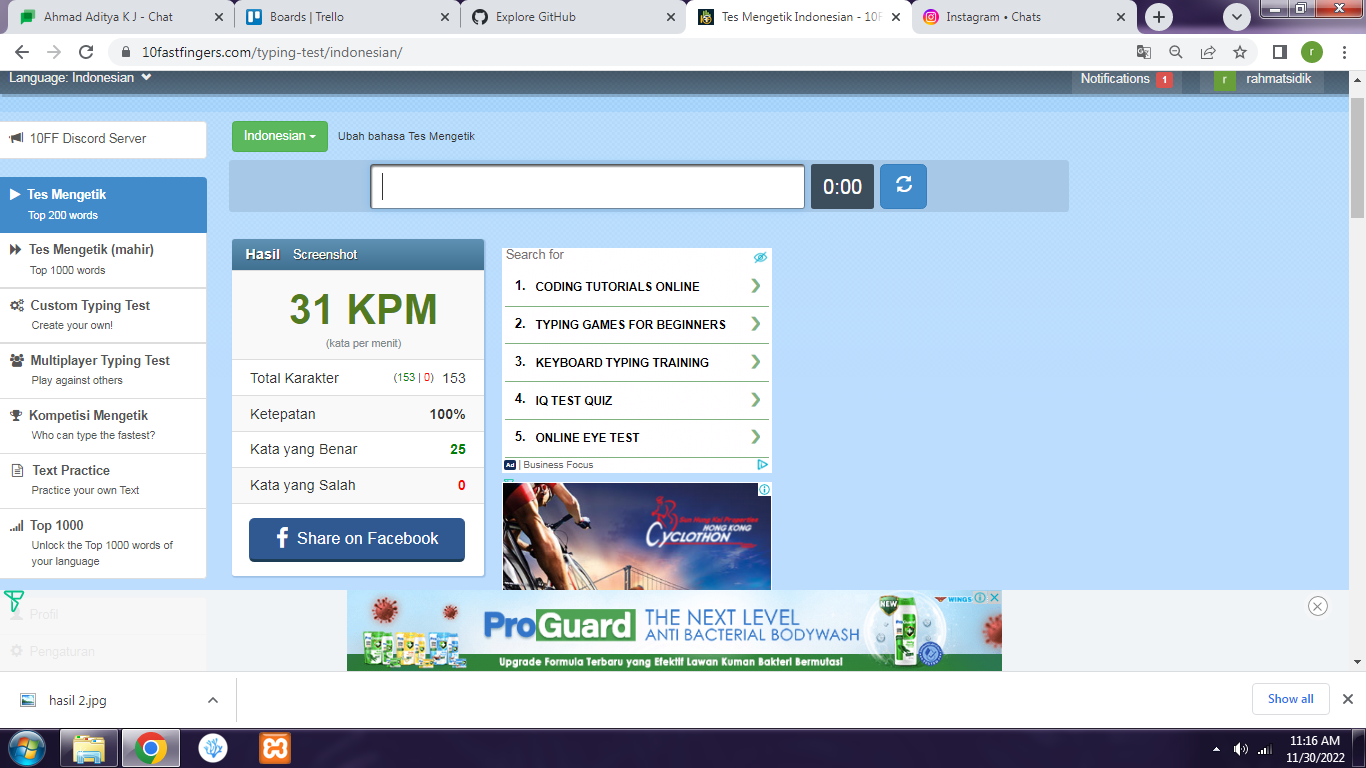 Ahmad Aditya K J - Chat
Boards | Trello
Explore GitHub
Tes Mengetik Indonesian - 10F
Instagram • Chats
10fastfingers.com/typing-test/indonesian/
r
Language: Indonesian
Notifications 1
r rahmatsidik
10FF Discord Server
Indonesian
Ubah bahasa Tes Mengetik
0:00
Tes Mengetik
Top 200 words
Tes Mengetik (mahir)
Top 1000 words
Custom Typing Test
Create your own!
Multiplayer Typing Test
Play against others
Kompetisi Mengetik
Who can type the fastest?
Text Practice
Practice your own Text
Top 1000
Unlock the Top 1000 words of
your language
Profil
Pengaturan
Hasil Screenshot
31 KPM
(kata per menit)
Total Karakter (153 | 0) 153
Ketepatan 100%
Kata yang Benar 25
Kata yang Salah 0
Share on Facebook
Search for
1. CODING TUTORIALS ONLINE
2. TYPING GAMES FOR BEGINNERS
3. KEYBOARD TYPING TRAINING
4. IQ TEST QUIZ
5. ONLINE EYE TEST
Ad | Business Focus
Sun Hung Kai Properties
HONG KONG
CYCLOTHON
ProGuard
THE NEXT LEVEL
ANTI BACTERIAL BODYWASH
NEW
WINGS
Upgrade Formula Terbaru yang Efektif Lawan Kuman Bakteri Bermutasi
hasil 2.jpg
Show all
11:16 AM
11/30/2022